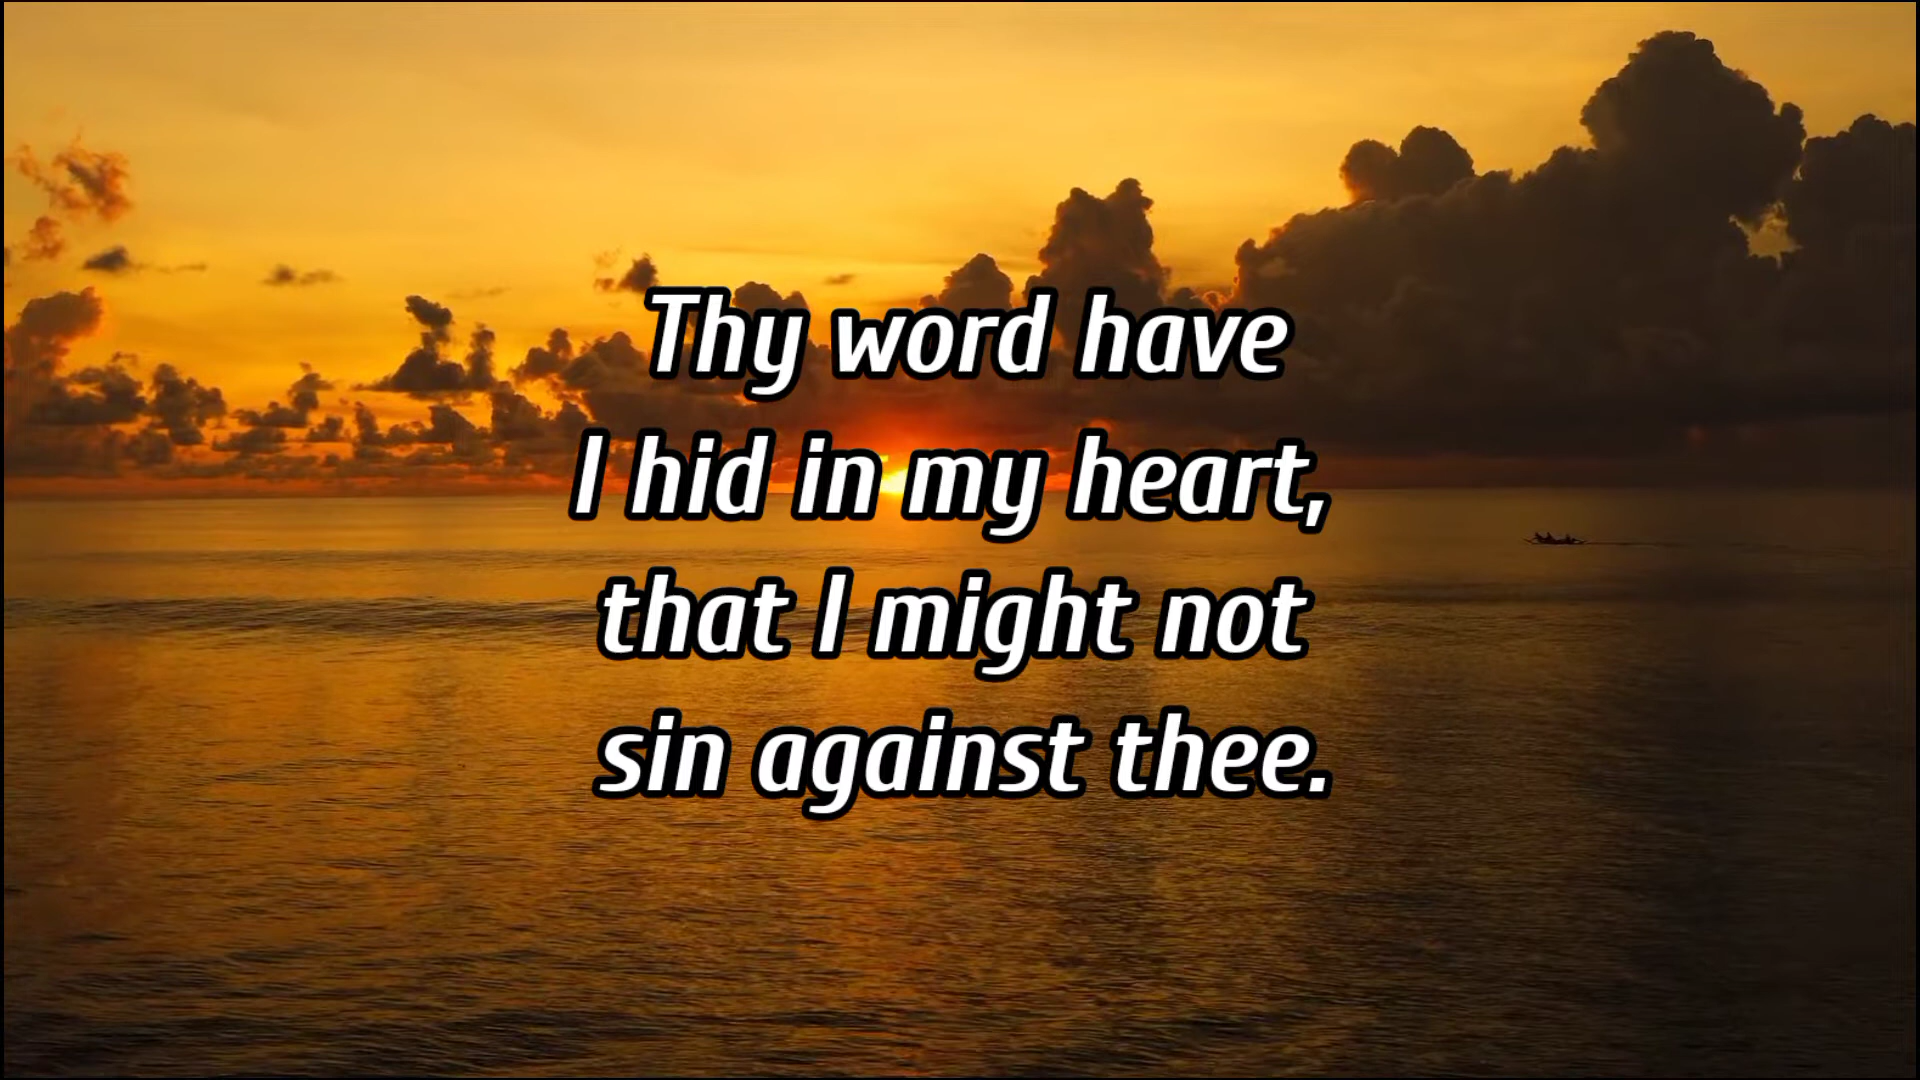 Thy word have
I hid in my heart,
that I might not
sin against thee.